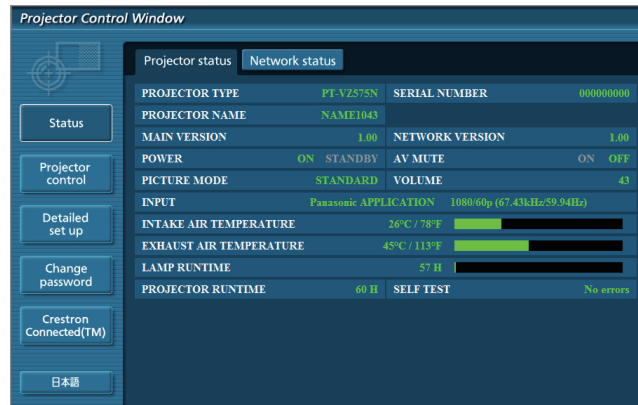 Projector Control Window
Projector status Network status
Status
Projector control
Detailed set up
Change password
Crestron Connected(TM)
日本語
PROJECTOR TYPE PT-VZ575N SERIAL NUMBER 000000000
PROJECTOR NAME NAME1043
MAIN VERSION 1.00 NETWORK VERSION 1.00
POWER ON STANDBY AV MUTE ON OFF
PICTURE MODE STANDARD VOLUME 43
INPUT Panasonic APPLICATION 1080/60p (67.43kHz/59.94Hz)
INTAKE AIR TEMPERATURE 26°C / 78°F
EXHAUST AIR TEMPERATURE 45°C / 113°F
LAMP RUNTIME 57 H
PROJECTOR RUNTIME 60 H SELF TEST No errors